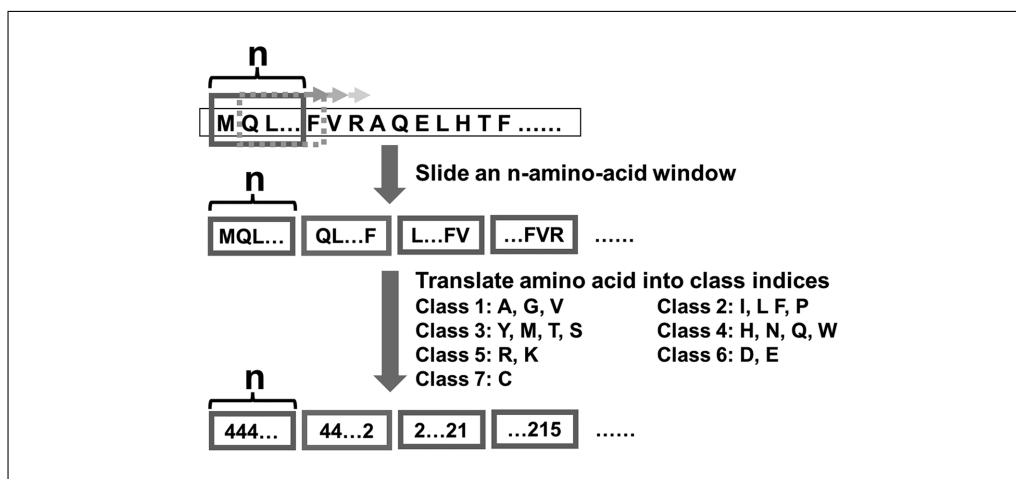 n
M Q L... F V R A Q E L H T F ......
Slide an n-amino-acid window
n
MQL... QL...F L...FV ...FVR ......
Translate amino acid into class indices
Class 1: A, G, V Class 2: I, L F, P
Class 3: Y, M, T, S Class 4: H, N, Q, W
Class 5: R, K Class 6: D, E
Class 7: C
n
444... 44...2 2...21 ...215 ......